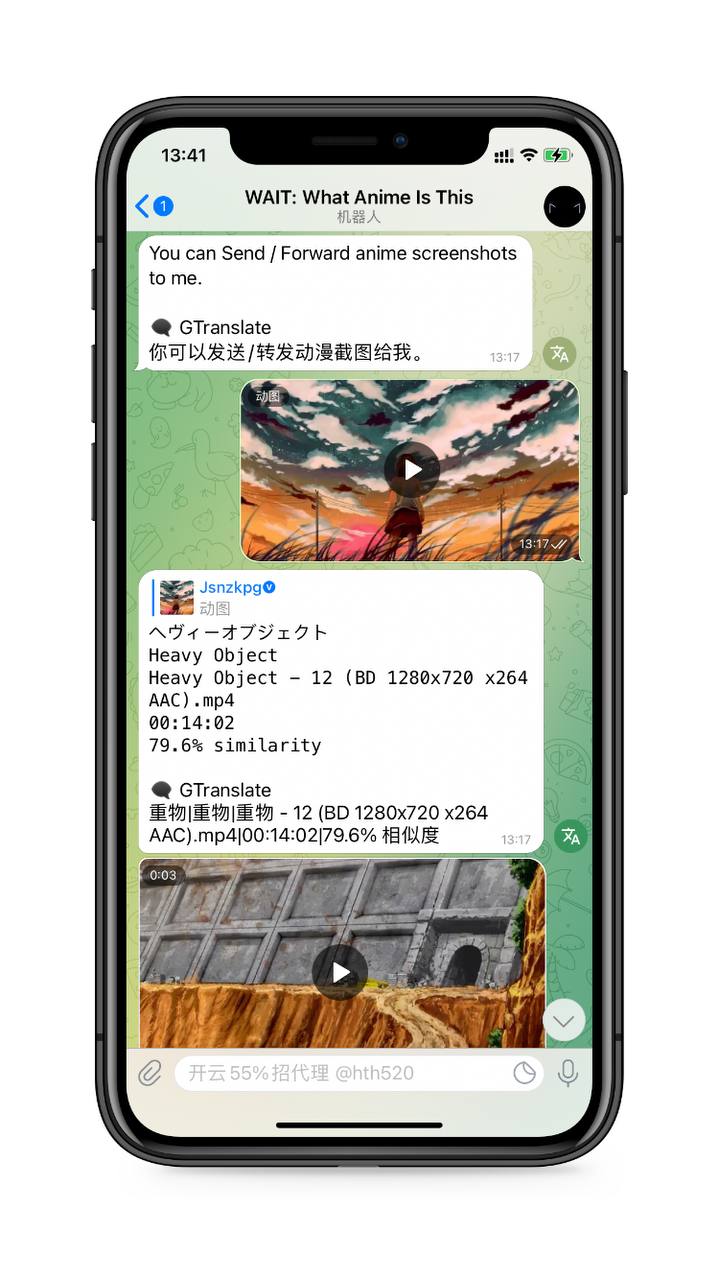 13:41
1
WAIT: What Anime Is This
机器人
You can Send / Forward anime screenshots
to me.
GTranslate
你可以发送/转发动漫截图给我。
13:17
动图
13:17
Jsnzkpg
动图
ヘヴィーオブジェクト
Heavy Object
Heavy Object - 12 (BD 1280x720 x264
AAC).mp4
00:14:02
79.6% similarity
GTranslate
重物|重物|重物 - 12 (BD 1280x720 x264
AAC).mp4|00:14:02|79.6% 相似度
13:17
0:03
开云 55%招代理 @hth520